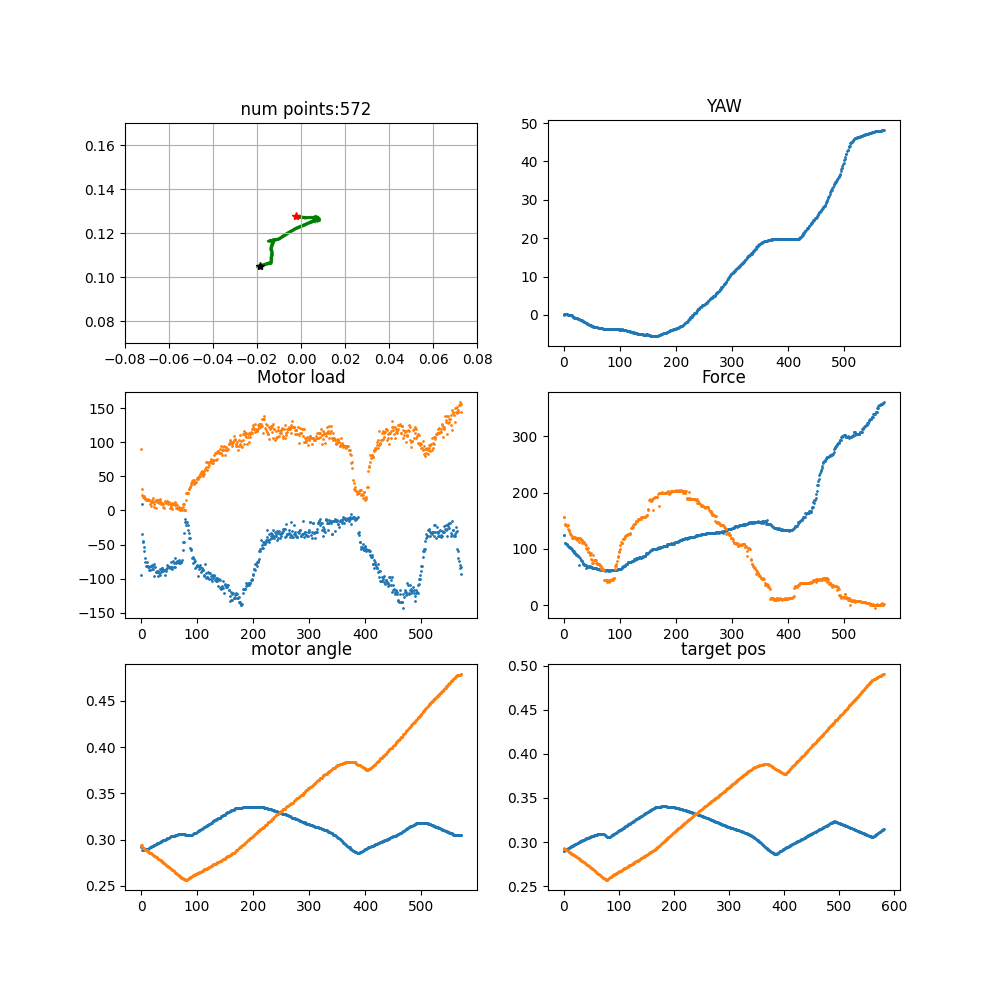 num points:572
0.16
0.14
0.12
0.10
0.08
−0.08 −0.06 −0.04 −0.02 0.00 0.02 0.04 0.06 0.08
YAW
50
40
30
20
10
0
0 100 200 300 400 500
Motor load
150
100
50
0
−50
−100
−150
0 100 200 300 400 500
Force
300
200
100
0
0 100 200 300 400 500
motor angle
0.45
0.40
0.35
0.30
0.25
0 100 200 300 400 500
target pos
0.50
0.45
0.40
0.35
0.30
0.25
0 100 200 300 400 500 600